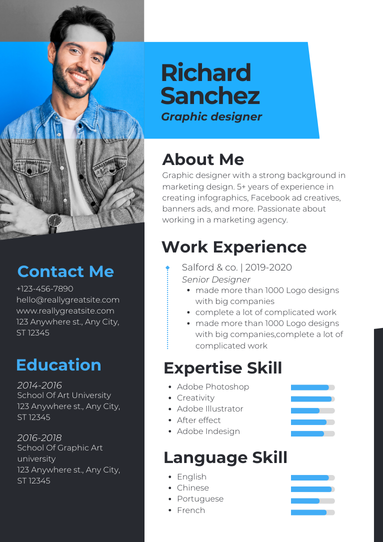 Richard
Sanchez
Graphic designer
About Me
Graphic designer with a strong background in
marketing design. 5+ years of experience in
creating infographics, Facebook ad creatives,
banners ads, and more. Passionate about
working in a marketing agency.
Work Experience
Salford & co. | 2019-2020
Senior Designer
made more than 1000 Logo designs
with big companies
complete a lot of complicated work
made more than 1000 Logo designs
with big companies,complete a lot of
complicated work
Expertise Skill
Adobe Photoshop
Creativity
Adobe Illustrator
After effect
Adobe Indesign
Language Skill
English
Chinese
Portuguese
French
Contact Me
+123-456-7890
hello@reallygreatsite.com
www.reallygreatsite.com
123 Anywhere st., Any City,
ST 12345
Education
2014-2016
School Of Art University
123 Anywhere st., Any City,
ST 12345
2016-2018
School Of Graphic Art
university
123 Anywhere st., Any City,
ST 12345